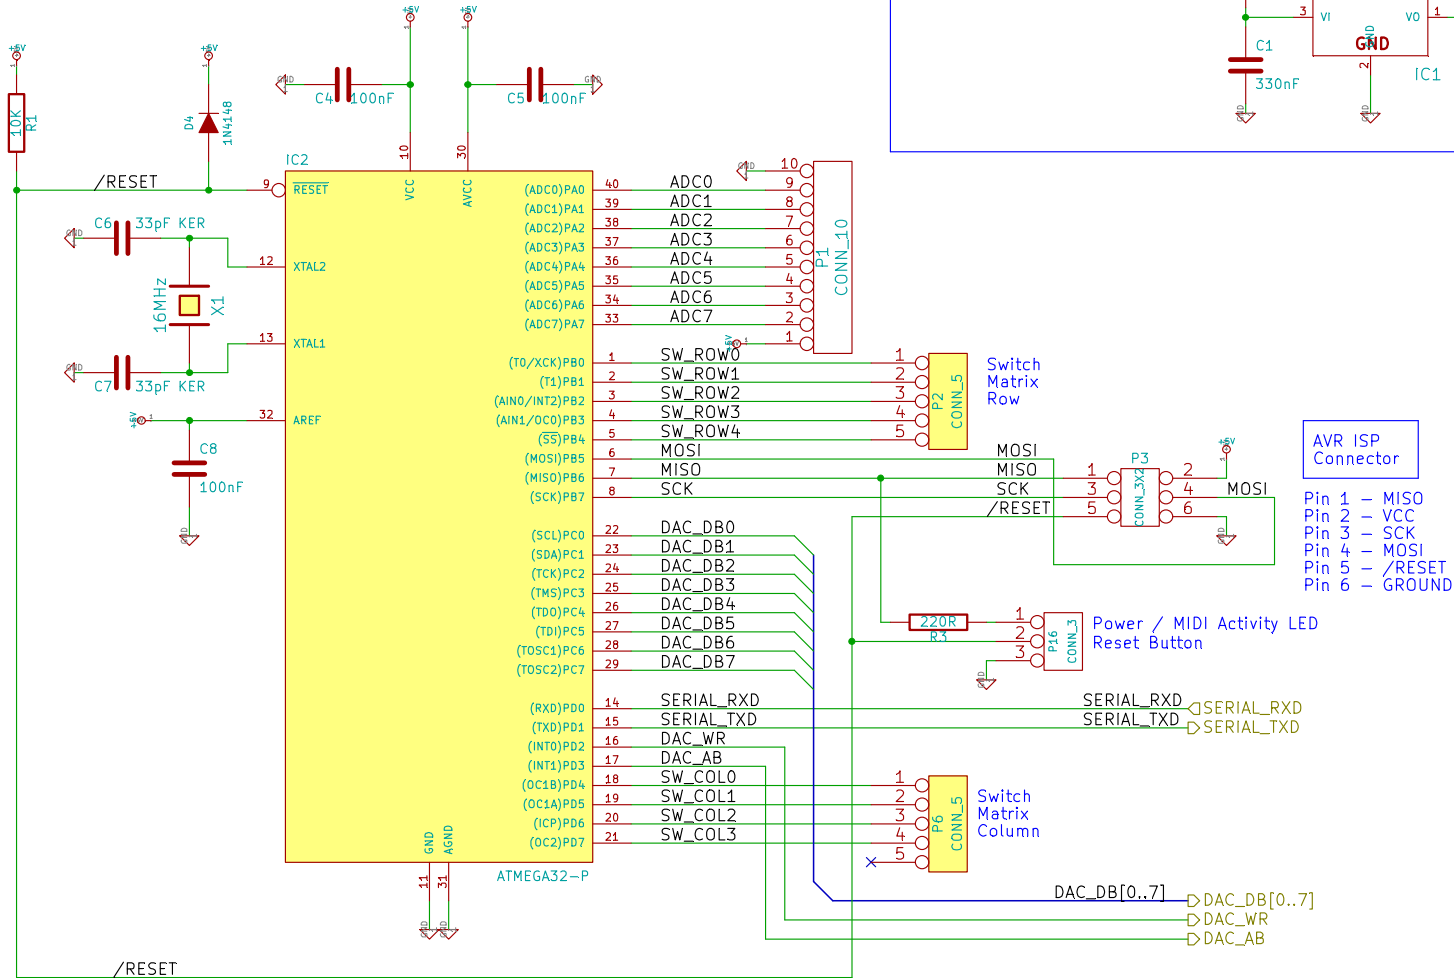 +5V
+5V
3
VI
VO
1
GND
GND
2
IC1
C1
330nF
GND
GND
+5V
10K
R1
+5V
D4
1N4148
GND
C4
100nF
C5
100nF
GND
10
30
IC2
/RESET
9
RESET
VCC
AVCC
C6
33pF KER
GND
12
XTAL2
16MHz
X1
13
XTAL1
GND
C7
33pF KER
+5V
32
AREF
C8
100nF
GND
(ADC0)PA0
40
ADC0
(ADC1)PA1
39
ADC1
(ADC2)PA2
38
ADC2
(ADC3)PA3
37
ADC3
(ADC4)PA4
36
ADC4
(ADC5)PA5
35
ADC5
(ADC6)PA6
34
ADC6
(ADC7)PA7
33
ADC7
GND
10
9
8
7
6
5
4
3
2
1
+5V
P1
CONN_10
(T0/XCK)PB0
1
SW_ROW0
1
(T1)PB1
2
SW_ROW1
2
(AIN0/INT2)PB2
3
SW_ROW2
3
(AIN1/OC0)PB3
4
SW_ROW3
4
(SS)PB4
5
SW_ROW4
5
P2
CONN_5
Switch
Matrix
Row
(MOSI)PB5
6
MOSI
MOSI
(MISO)PB6
7
MISO
MISO
(SCK)PB7
8
SCK
SCK
/RESET
P3
CONN_3X2
1
2
3
4
5
6
+5V
MOSI
GND
AVR ISP
Connector
Pin 1 – MISO
Pin 2 – VCC
Pin 3 – SCK
Pin 4 – MOSI
Pin 5 – /RESET
Pin 6 – GROUND
(SCL)PC0
22
DAC_DB0
(SDA)PC1
23
DAC_DB1
(TCK)PC2
24
DAC_DB2
(TMS)PC3
25
DAC_DB3
(TDO)PC4
26
DAC_DB4
(TDI)PC5
27
DAC_DB5
(TOSC1)PC6
28
DAC_DB6
(TOSC2)PC7
29
DAC_DB7
220R
R3
1
2
3
P16
CONN_3
GND
Power / MIDI Activity LED
Reset Button
(RXD)PD0
14
SERIAL_RXD
SERIAL_RXD
SERIAL_RXD
(TXD)PD1
15
SERIAL_TXD
SERIAL_TXD
SERIAL_TXD
(INT0)PD2
16
DAC_WR
(INT1)PD3
17
DAC_AB
(OC1B)PD4
18
SW_COL0
1
(OC1A)PD5
19
SW_COL1
2
(ICP)PD6
20
SW_COL2
3
(OC2)PD7
21
SW_COL3
4
5
P6
CONN_5
Switch
Matrix
Column
GND
AGND
11
31
ATMEGA32-P
GND
GND
DAC_DB[0..7]
DAC_DB[0..7]
DAC_WR
DAC_AB
/RESET